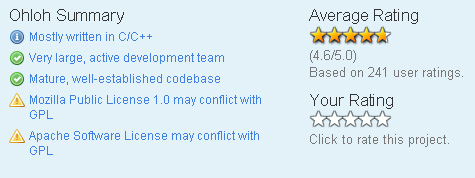 Ohloh Summary
Mostly written in C/C++
Very large, active development team
Mature, well-established codebase
Mozilla Public License 1.0 may conflict with
GPL
Apache Software License may conflict with
GPL
Average Rating
(4.6/5.0)
Based on 241 user ratings.
Your Rating
Click to rate this project.